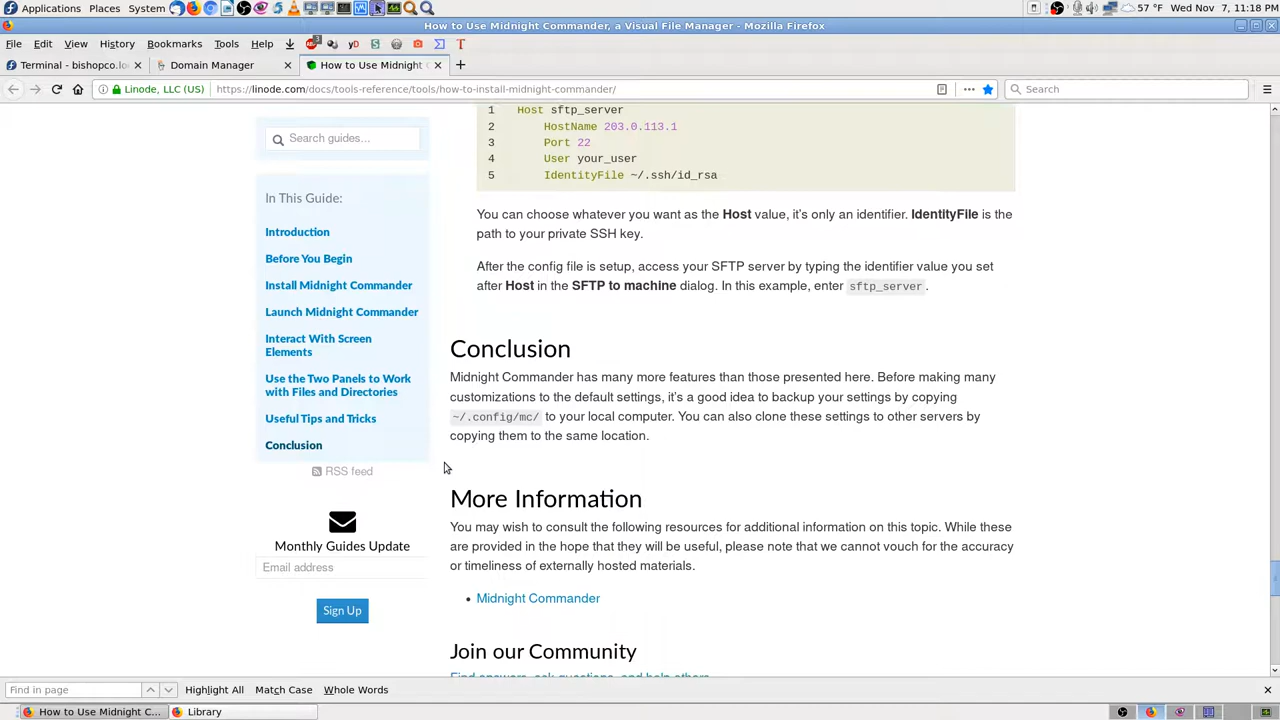 Applications Places System 57 °F Wed Nov 7, 11:18 PM
How to Use Midnight Commander, a Visual File Manager - Mozilla Firefox
File Edit View History Bookmarks Tools Help
Terminal - bishopco.lo Domain Manager How to Use Midnight C
Linode, LLC (US) https://linode.com/docs/tools-reference/tools/how-to-install-midnight-commander/ Search
Search guides...
In This Guide:
Introduction
Before You Begin
Install Midnight Commander
Launch Midnight Commander
Interact With Screen
Elements
Use the Two Panels to Work
with Files and Directories
Useful Tips and Tricks
Conclusion
RSS feed
Monthly Guides Update
Email address
Sign Up
1 Host sftp_server
2 HostName 203.0.113.1
3 Port 22
4 User your_user
5 IdentityFile ~/.ssh/id_rsa
You can choose whatever you want as the Host value, it's only an identifier. IdentityFile is the
path to your private SSH key.
After the config file is setup, access your SFTP server by typing the identifier value you set
after Host in the SFTP to machine dialog. In this example, enter sftp_server.
Conclusion
Midnight Commander has many more features than those presented here. Before making many
customizations to the default settings, it's a good idea to backup your settings by copying
~/.config/mc/ to your local computer. You can also clone these settings to other servers by
copying them to the same location.
More Information
You may wish to consult the following resources for additional information on this topic. While these
are provided in the hope that they will be useful, please note that we cannot vouch for the accuracy
or timeliness of externally hosted materials.
• Midnight Commander
Join our Community
Find answers, ask questions, and help others.
Find in page Highlight All Match Case Whole Words
How to Use Midnight C... Library